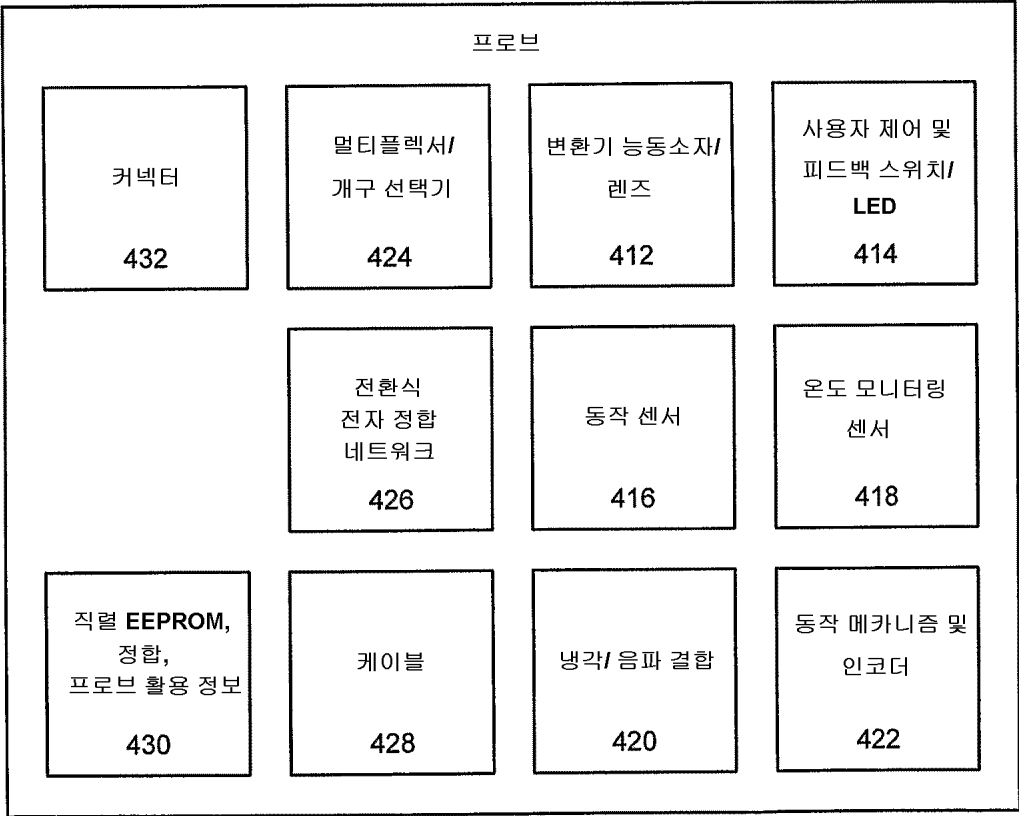 프로브
커넥터
432
멀티플렉서/
개구 선택기
424
변환기 능동소자/
렌즈
412
사용자 제어 및
피드백 스위치/
LED
414
전환식
전자 정합
네트워크
426
동작 센서
416
온도 모니터링
센서
418
직렬 EEPROM,
정합,
프로브 활용 정보
430
케이블
428
냉각/ 음파 결합
420
동작 메카니즘 및
인코더
422